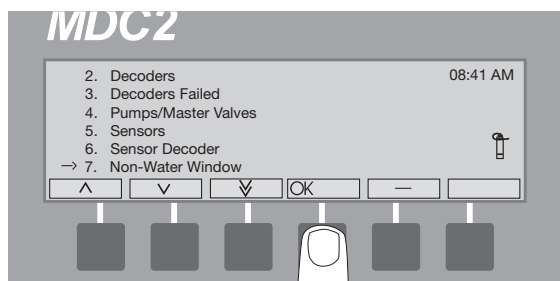 MDC2
2. Decoders 08:41 AM
3. Decoders Failed
4. Pumps/Master Valves
5. Sensors
6. Sensor Decoder
→ 7. Non-Water Window
OK —